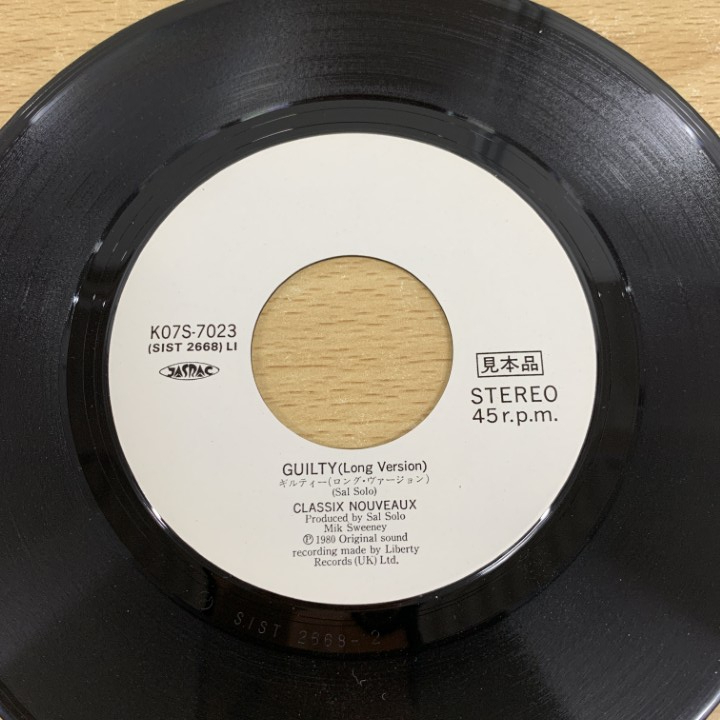 K07S-7023
(SIST 2668) LI
JASRAC
見本品
STEREO
45 r.p.m.
GUILTY (Long Version)
ギルティー(ロング・ヴァージョン)
(Sal Solo)
CLASSIX NOUVEAUX
Produced by Sal Solo
Mik Sweeney
Ⓟ 1980 Original sound
recording made by Liberty
Records (UK) Ltd.
SIST 2668-2